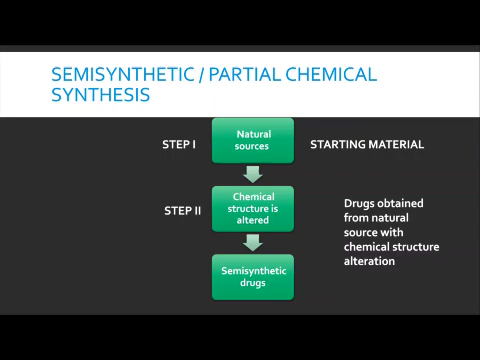 SEMISYNTHETIC / PARTIAL CHEMICAL
SYNTHESIS
STEP I
Natural
sources
STARTING MATERIAL
STEP II
Chemical
structure is
altered
Drugs obtained
from natural
source with
chemical structure
alteration
Semisynthetic
drugs